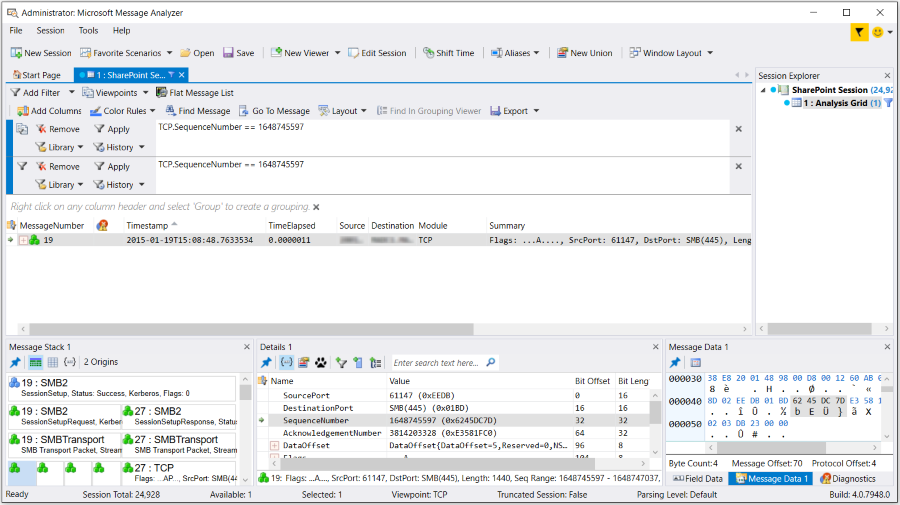 Administrator: Microsoft Message Analyzer
File Session Tools Help
New Session Favorite Scenarios Open Save New Viewer Edit Session Shift Time Aliases New Union Window Layout
Start Page 1 : SharePoint Se...
Add Filter Viewpoints Flat Message List
Add Columns Color Rules Find Message Go To Message Layout Find In Grouping Viewer Export
Remove Apply TCP.SequenceNumber == 1648745597
Library History
Remove Apply TCP.SequenceNumber == 1648745597
Library History
Right click on any column header and select 'Group' to create a grouping.
MessageNumber Timestamp TimeElapsed Source Destination Module Summary
19 2015-01-19T15:08:48.7633534 0.0000011 TCP Flags: ...A...., SrcPort: 61147, DstPort: SMB(445), Leng
Session Explorer
SharePoint Session (24,92
1 : Analysis Grid (1)
Message Stack 1
2 Origins
19 : SMB2
SessionSetup, Status: Success, Kerberos, Flags: 0
19 : SMB2 27 : SMB2
SessionSetupRequest, Kerbero SessionSetupResponse, Statu
19 : SMBTransport 27 : SMBTransport
SMB Transport Packet, Stream SMB Transport Packet, Stream
27 : TCP
Flags: ...AP..., SrcPort: SMB(44
Details 1
Enter search text here...
Name Value Bit Offset Bit Leng
SourcePort 61147 (0xEEDB) 0 16
DestinationPort SMB(445) (0x01BD) 16 16
SequenceNumber 1648745597 (0x6245DC7D) 32 32
AcknowledgementNumber 3814203328 (0xE3581FC0) 64 32
DataOffset DataOffset{DataOffset=5,Reserved=0,NS... 96 8
Flags ...A.... 104 8
19: Flags: ...A...., SrcPort: 61147, DstPort: SMB(445), Length: 1440, Seq Range: 1648745597 - 1648747037,
Message Data 1
000030 38 E8 20 01 48 98 00 D8 00 12 60 AB
8 è . H . . Ø . . ` «
000040 8D 02 EE DB 01 BD 62 45 DC 7D E3 58
. . î Û . ½ b E Ü } ã X
000050 02 03 DB 23 00 00
. . Û # . .
Byte Count:4 Message Offset:70 Protocol Offset:4
Field Data Message Data 1 Diagnostics
Ready Session Total: 24,928 Available: 1 Selected: 1 Viewpoint: TCP Truncated Session: False Parsing Level: Default Build: 4.0.7948.0